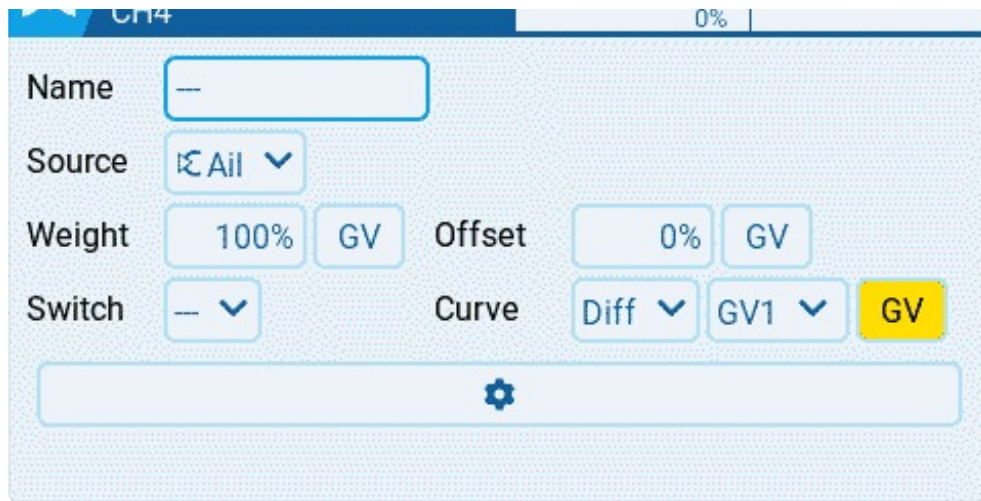 CH4
0%
Name ---
Source Ail
Weight 100% GV Offset 0% GV
Switch --- Curve Diff GV1 GV